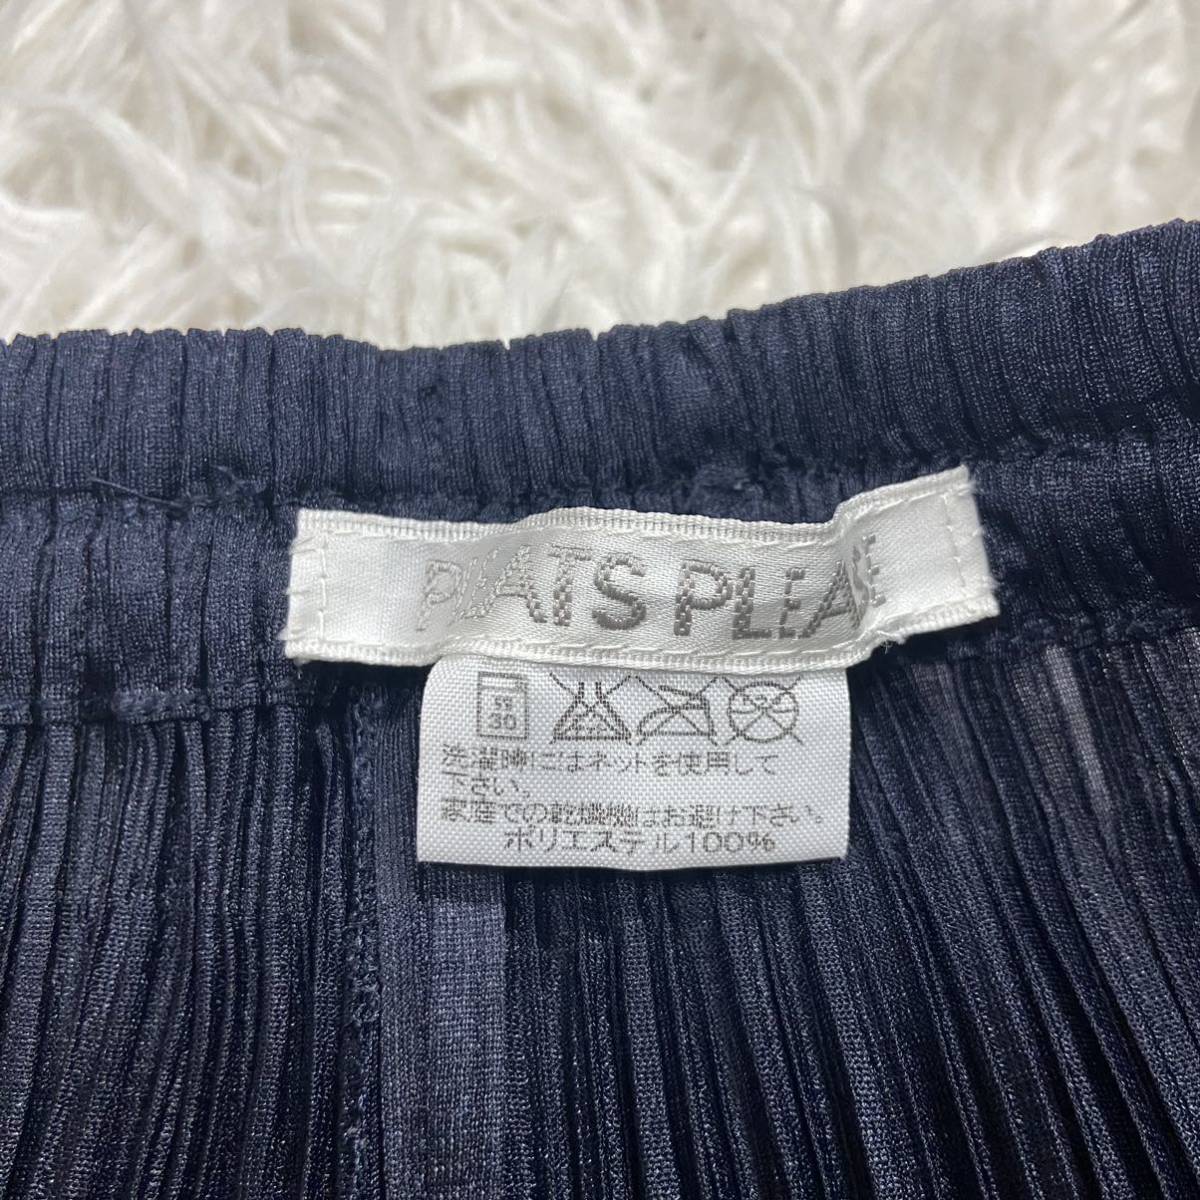 PLEATS PLEASE
弱
30
洗濯時にはネットを使用して
下さい。
家庭での乾燥機はお避け下さい。
ポリエステル100%